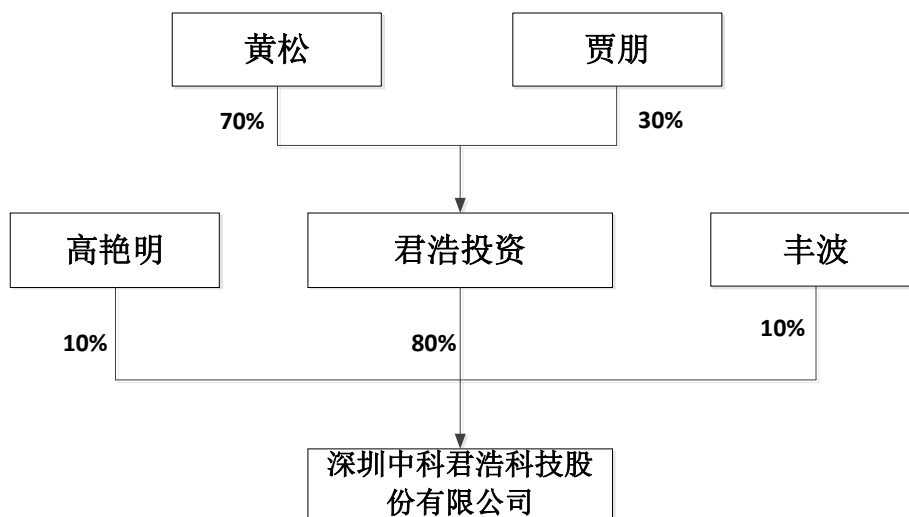 黄松
贾朋
70%
30%
高艳明
君浩投资
丰波
10%
80%
10%
深圳中科君浩科技股
份有限公司